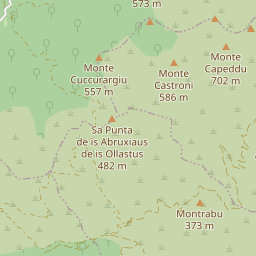 573 m
Monte
Capeddu
702 m
Monte
Cuccurargiu
557 m
Monte
Castroni
586 m
Sa Punta
de is Abruxiaus
de is Ollastus
482 m
Montrabu
373 m